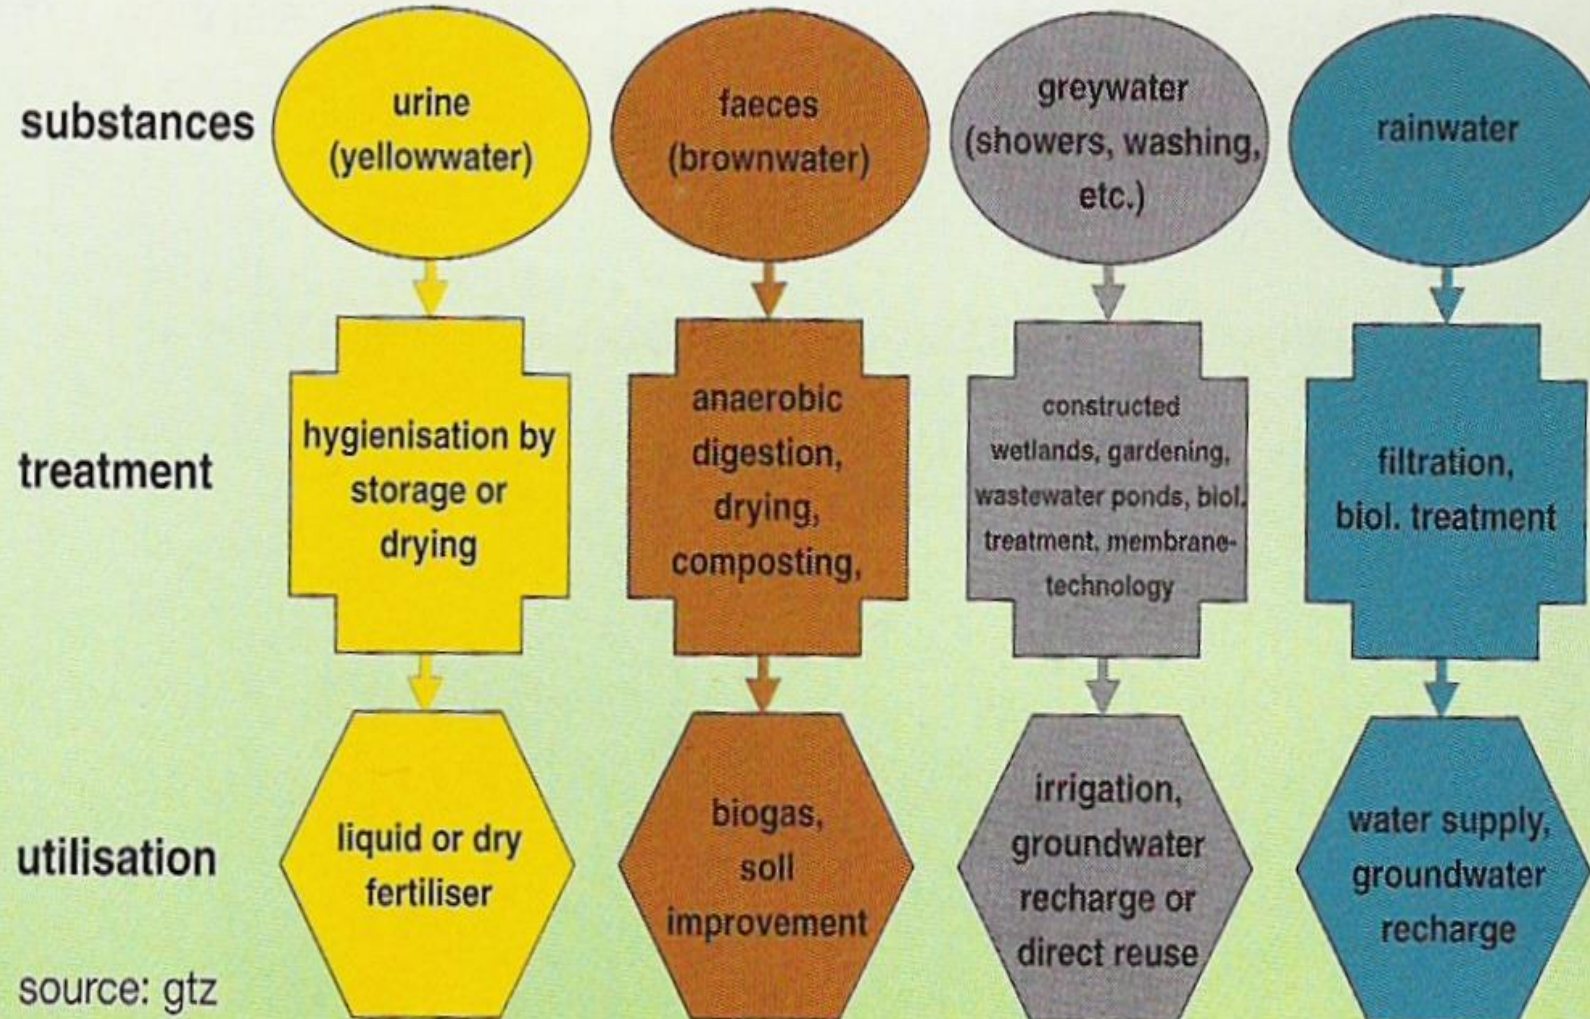 substances
urine
(yellowwater)
faeces
(brownwater)
greywater
(showers, washing,
etc.)
rainwater
treatment
hygienisation by
storage or
drying
anaerobic
digestion,
drying,
composting,
constructed
wetlands, gardening,
wastewater ponds, biol.
treatment, membrane-
technology
filtration,
biol. treatment
utilisation
liquid or dry
fertiliser
biogas,
soil
improvement
irrigation,
groundwater
recharge or
direct reuse
water supply,
groundwater
recharge
source: gtz